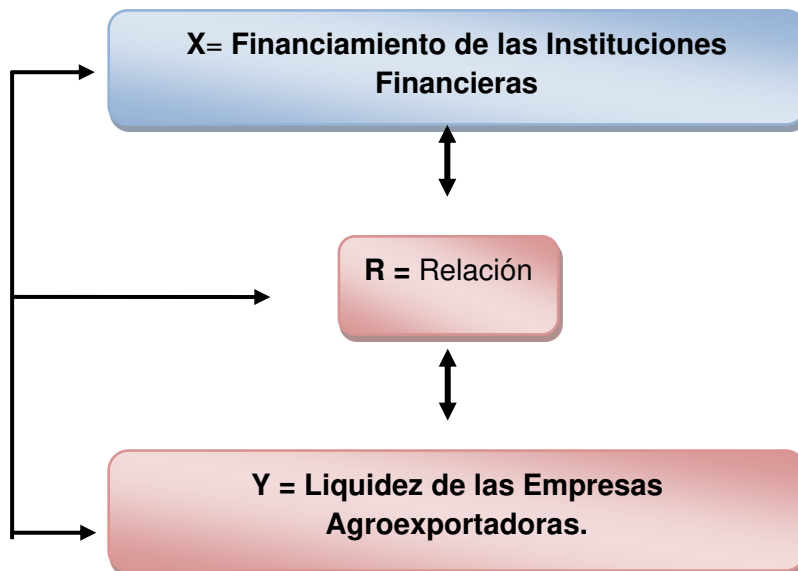 X= Financiamiento de las Instituciones
Financieras
R = Relación
Y = Liquidez de las Empresas
Agroexportadoras.